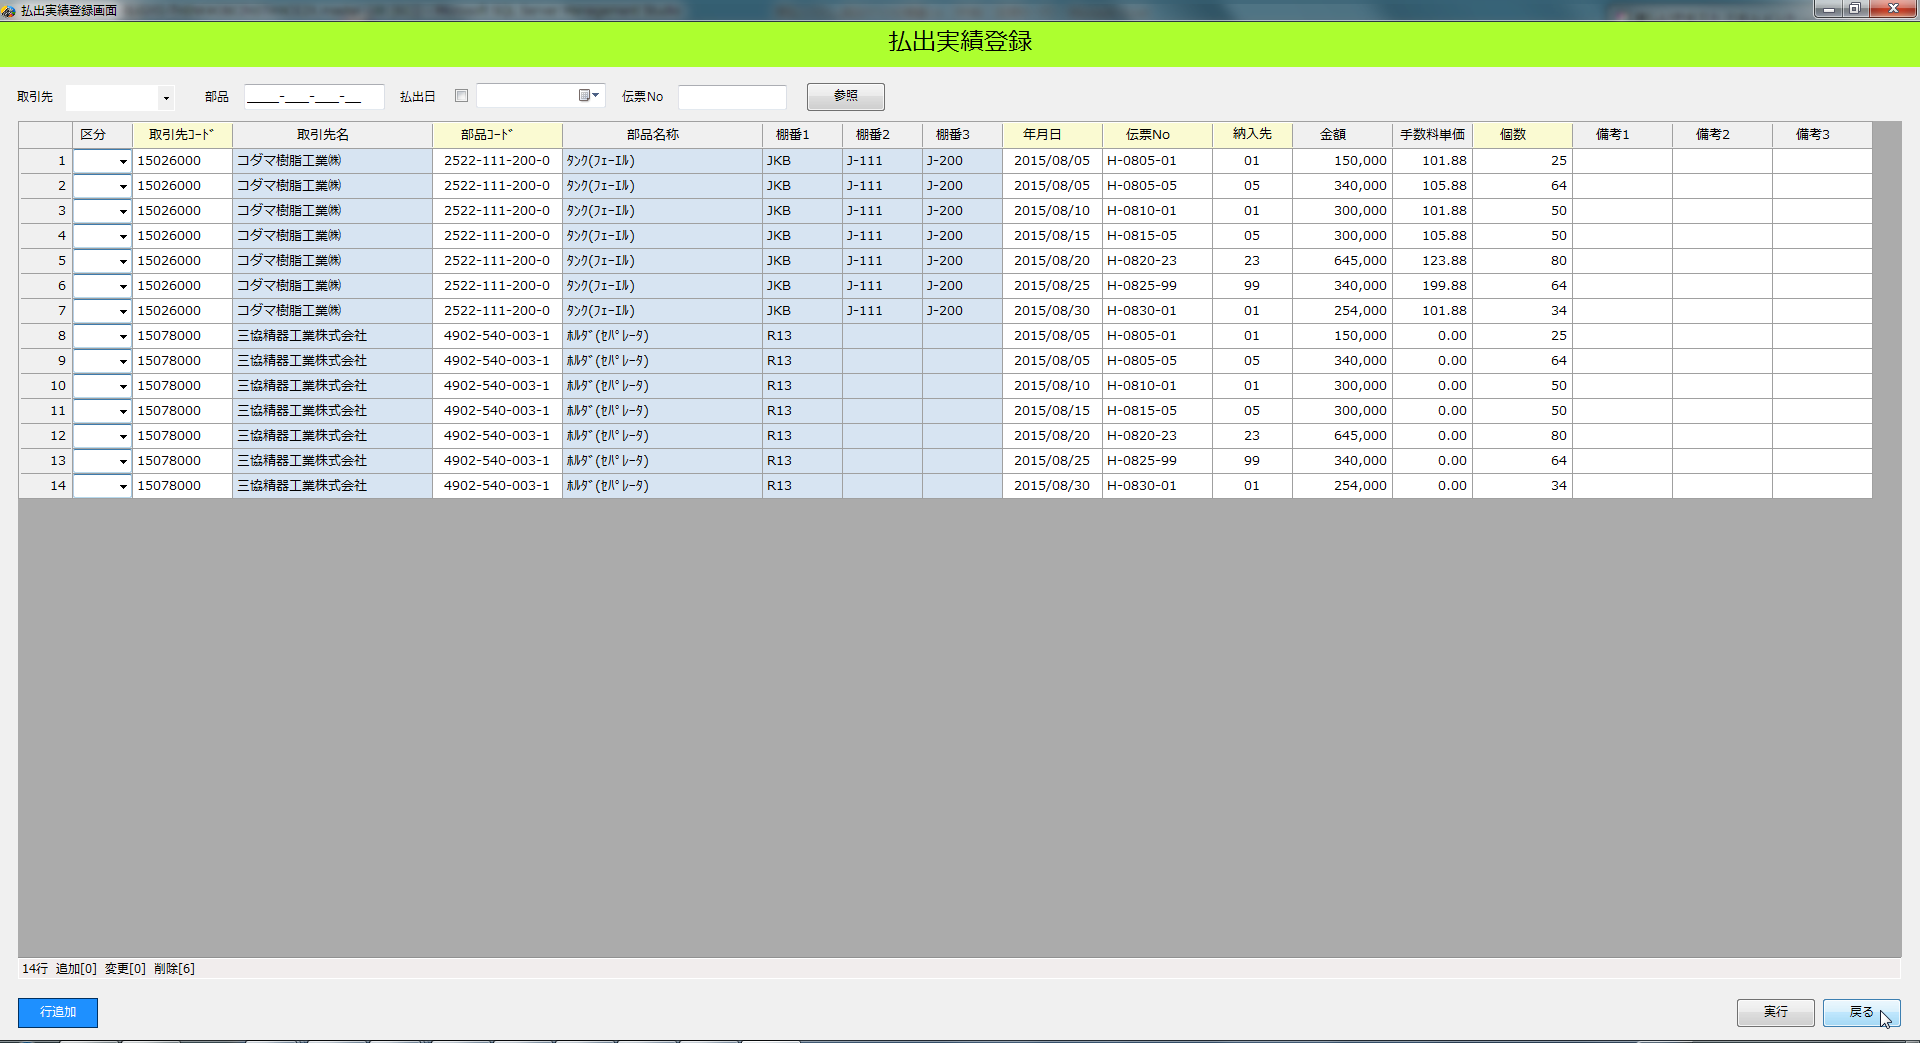 払出実績登録画面
払出実績登録
取引先 部品 ____-___-___-__ 払出日 伝票No 参照
区分 取引先ｺｰﾄﾞ 取引先名 部品ｺｰﾄﾞ 部品名称 棚番1 棚番2 棚番3 年月日 伝票No 納入先 金額 手数料単価 個数 備考1 備考2 備考3
1 15026000 コダマ樹脂工業㈱ 2522-111-200-0 ﾀﾝｸ(ﾌｭｰｴﾙ) JKB J-111 J-200 2015/08/05 H-0805-01 01 150,000 101.88 25
2 15026000 コダマ樹脂工業㈱ 2522-111-200-0 ﾀﾝｸ(ﾌｭｰｴﾙ) JKB J-111 J-200 2015/08/05 H-0805-05 05 340,000 105.88 64
3 15026000 コダマ樹脂工業㈱ 2522-111-200-0 ﾀﾝｸ(ﾌｭｰｴﾙ) JKB J-111 J-200 2015/08/10 H-0810-01 01 300,000 101.88 50
4 15026000 コダマ樹脂工業㈱ 2522-111-200-0 ﾀﾝｸ(ﾌｭｰｴﾙ) JKB J-111 J-200 2015/08/15 H-0815-05 05 300,000 105.88 50
5 15026000 コダマ樹脂工業㈱ 2522-111-200-0 ﾀﾝｸ(ﾌｭｰｴﾙ) JKB J-111 J-200 2015/08/20 H-0820-23 23 645,000 123.88 80
6 15026000 コダマ樹脂工業㈱ 2522-111-200-0 ﾀﾝｸ(ﾌｭｰｴﾙ) JKB J-111 J-200 2015/08/25 H-0825-99 99 340,000 199.88 64
7 15026000 コダマ樹脂工業㈱ 2522-111-200-0 ﾀﾝｸ(ﾌｭｰｴﾙ) JKB J-111 J-200 2015/08/30 H-0830-01 01 254,000 101.88 34
8 15078000 三協精器工業株式会社 4902-540-003-1 ﾎﾙﾀﾞ(ｾﾊﾟﾚｰﾀ) R13 2015/08/05 H-0805-01 01 150,000 0.00 25
9 15078000 三協精器工業株式会社 4902-540-003-1 ﾎﾙﾀﾞ(ｾﾊﾟﾚｰﾀ) R13 2015/08/05 H-0805-05 05 340,000 0.00 64
10 15078000 三協精器工業株式会社 4902-540-003-1 ﾎﾙﾀﾞ(ｾﾊﾟﾚｰﾀ) R13 2015/08/10 H-0810-01 01 300,000 0.00 50
11 15078000 三協精器工業株式会社 4902-540-003-1 ﾎﾙﾀﾞ(ｾﾊﾟﾚｰﾀ) R13 2015/08/15 H-0815-05 05 300,000 0.00 50
12 15078000 三協精器工業株式会社 4902-540-003-1 ﾎﾙﾀﾞ(ｾﾊﾟﾚｰﾀ) R13 2015/08/20 H-0820-23 23 645,000 0.00 80
13 15078000 三協精器工業株式会社 4902-540-003-1 ﾎﾙﾀﾞ(ｾﾊﾟﾚｰﾀ) R13 2015/08/25 H-0825-99 99 340,000 0.00 64
14 15078000 三協精器工業株式会社 4902-540-003-1 ﾎﾙﾀﾞ(ｾﾊﾟﾚｰﾀ) R13 2015/08/30 H-0830-01 01 254,000 0.00 34
14行 追加[0] 変更[0] 削除[6]
行追加 実行 戻る